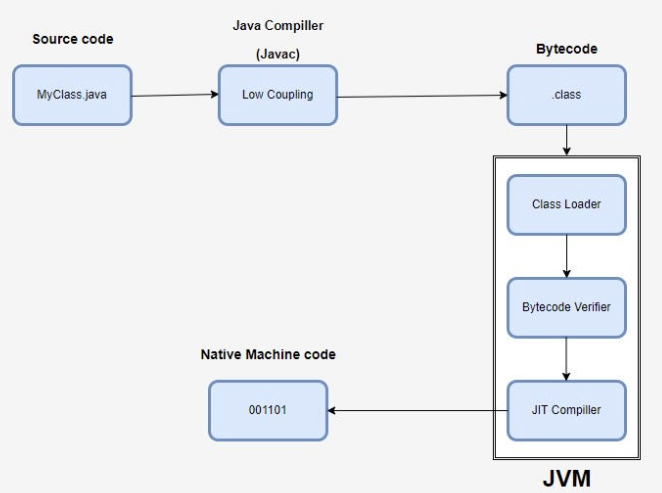 Source code
Java Compiller
(Javac)
Bytecode
MyClass.java
Low Coupling
.class
Class Loader
Bytecode Verifier
Native Machine code
001101
JIT Compiller
JVM